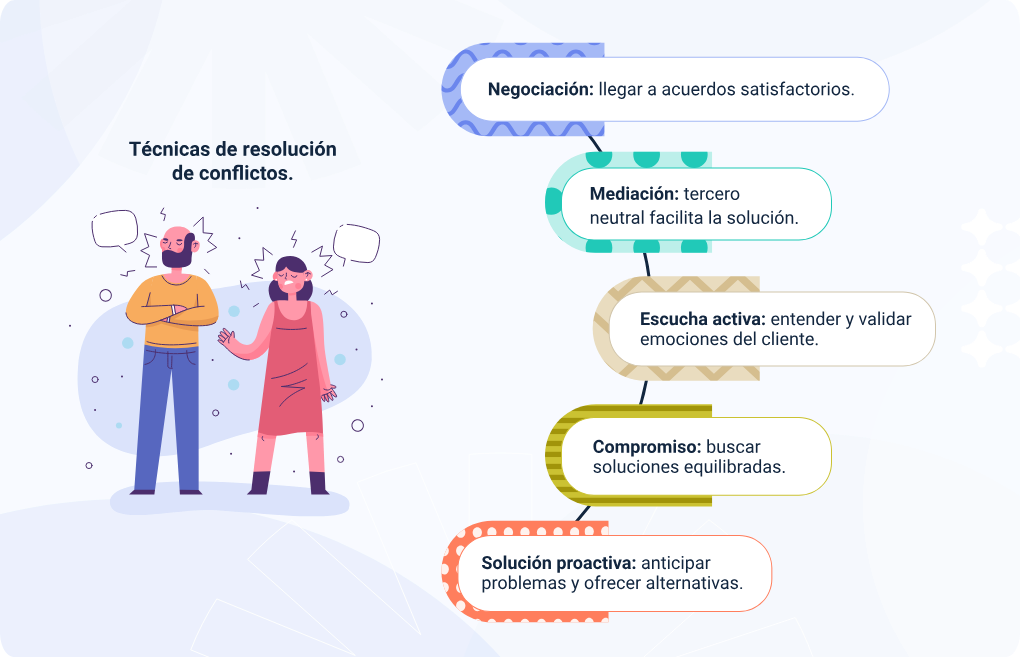 Técnicas de resolución
de conflictos.
Negociación: llegar a acuerdos satisfactorios.
Mediación: tercero
neutral facilita la solución.
Escucha activa: entender y validar
emociones del cliente.
Compromiso: buscar
soluciones equilibradas.
Solución proactiva: anticipar
problemas y ofrecer alternativas.